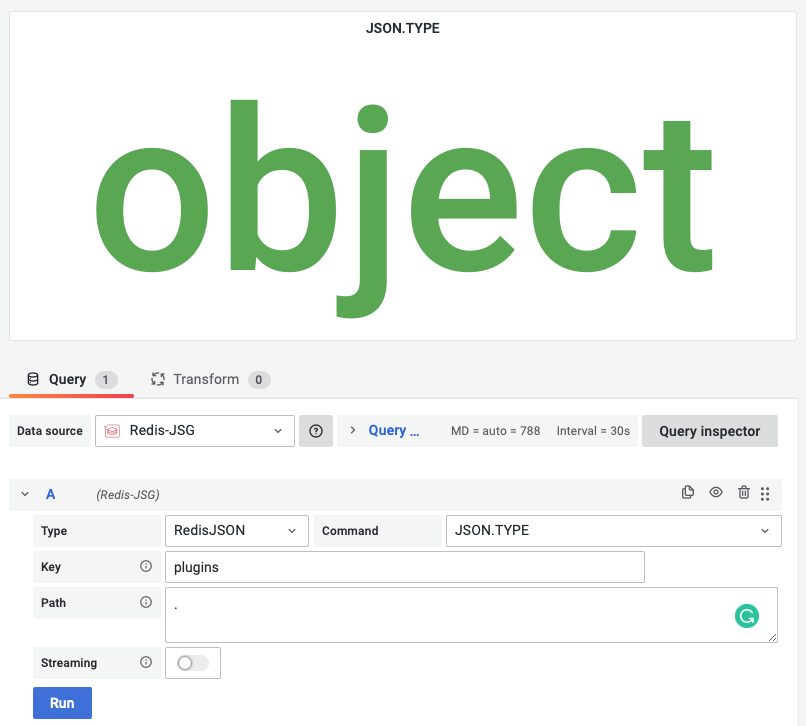 JSON.TYPE
object
Query 1 Transform 0
Data source Redis-JSG Query ... MD = auto = 788 Interval = 30s Query inspector
A (Redis-JSG)
Type RedisJSON Command JSON.TYPE
Key plugins
Path .
Streaming
Run